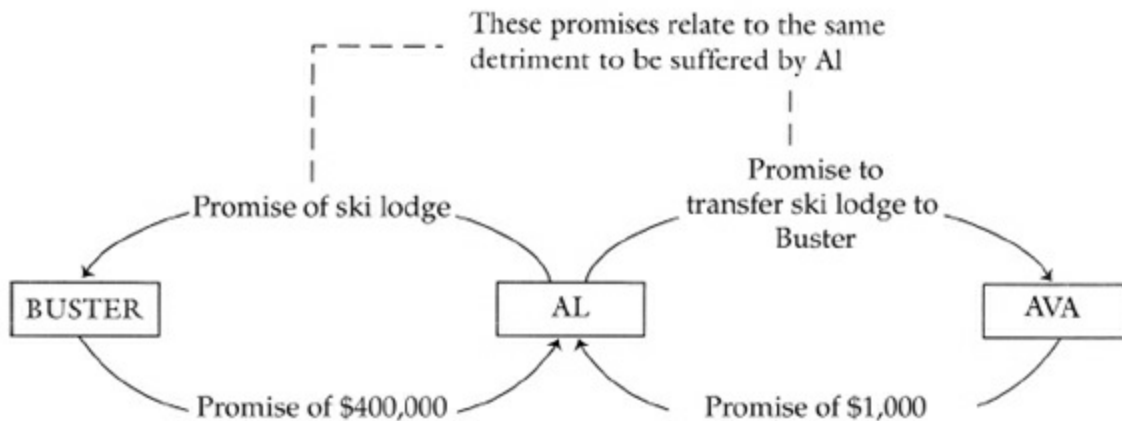 These promises relate to the same
detriment to be suffered by Al
Promise of ski lodge
Promise to
transfer ski lodge to
Buster
BUSTER
AL
AVA
Promise of $400,000
Promise of $1,000